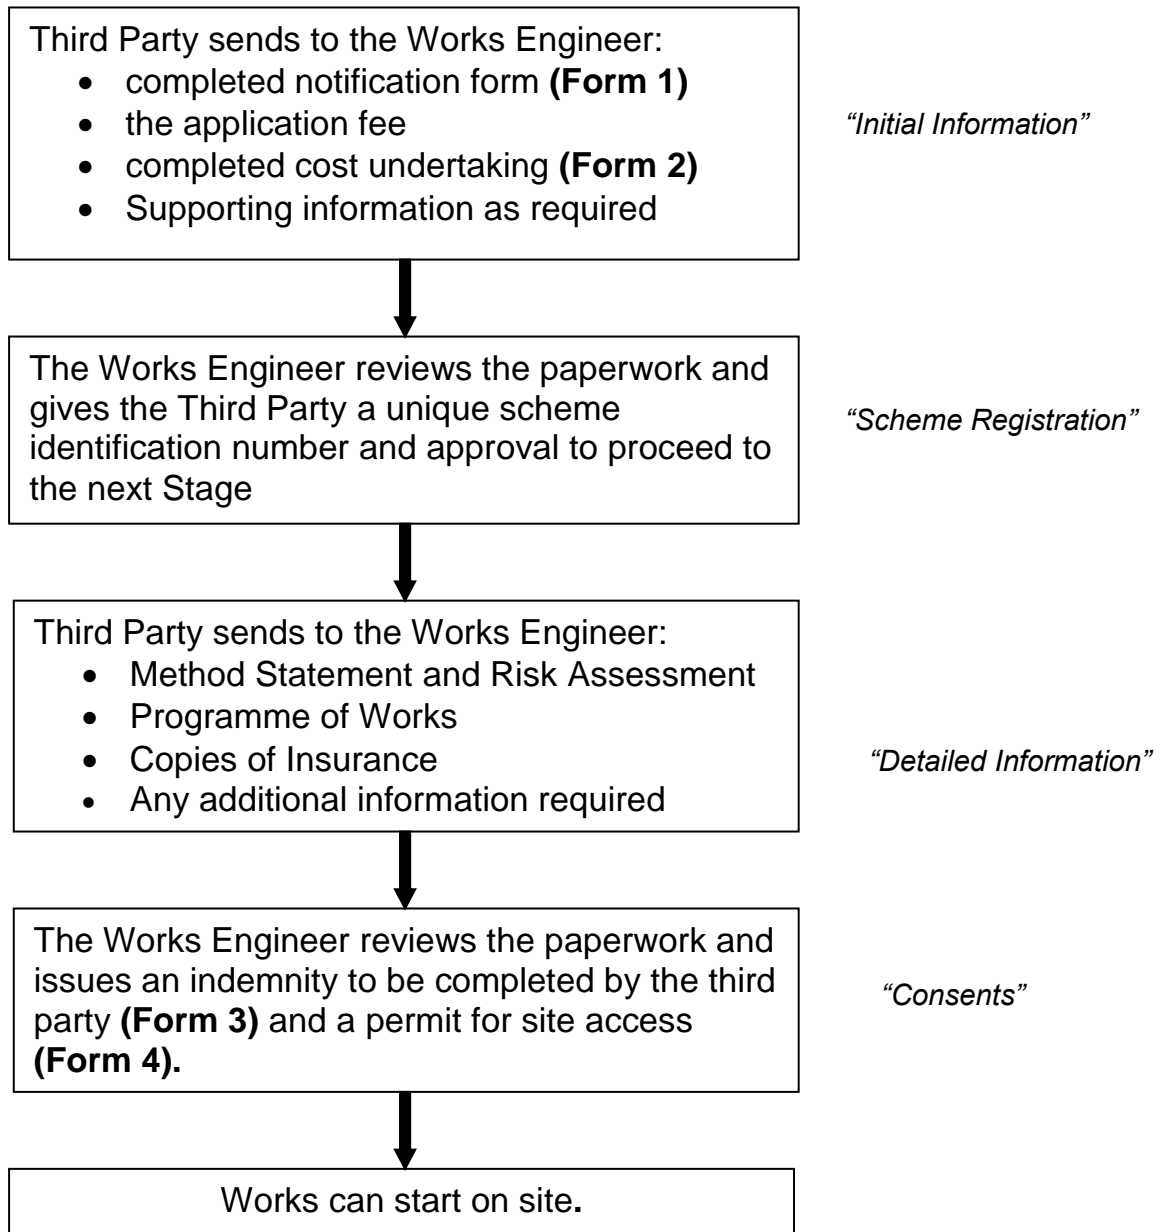 Third Party sends to the Works Engineer:
• completed notification form (Form 1)
• the application fee
• completed cost undertaking (Form 2)
• Supporting information as required
“Initial Information”
The Works Engineer reviews the paperwork and
gives the Third Party a unique scheme
identification number and approval to proceed to
the next Stage
“Scheme Registration”
Third Party sends to the Works Engineer:
• Method Statement and Risk Assessment
• Programme of Works
• Copies of Insurance
• Any additional information required
“Detailed Information”
The Works Engineer reviews the paperwork and
issues an indemnity to be completed by the third
party (Form 3) and a permit for site access
(Form 4).
“Consents”
Works can start on site.